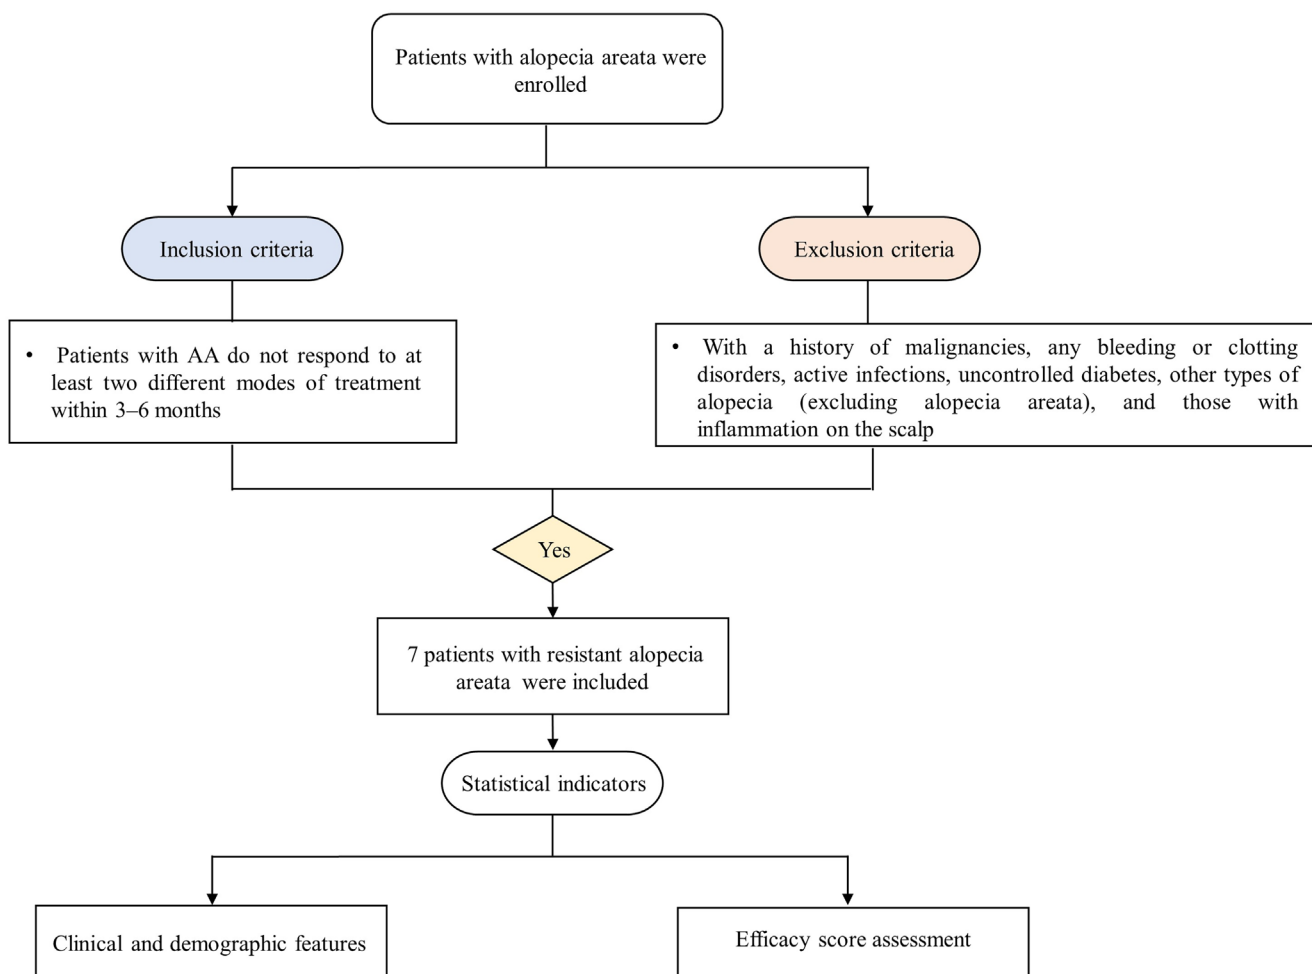 Patients with alopecia areata were
enrolled
Inclusion criteria
Exclusion criteria
• Patients with AA do not respond to at
least two different modes of treatment
within 3–6 months
• With a history of malignancies, any bleeding or clotting
disorders, active infections, uncontrolled diabetes, other types of
alopecia (excluding alopecia areata), and those with
inflammation on the scalp
Yes
7 patients with resistant alopecia
areata were included
Statistical indicators
Clinical and demographic features
Efficacy score assessment